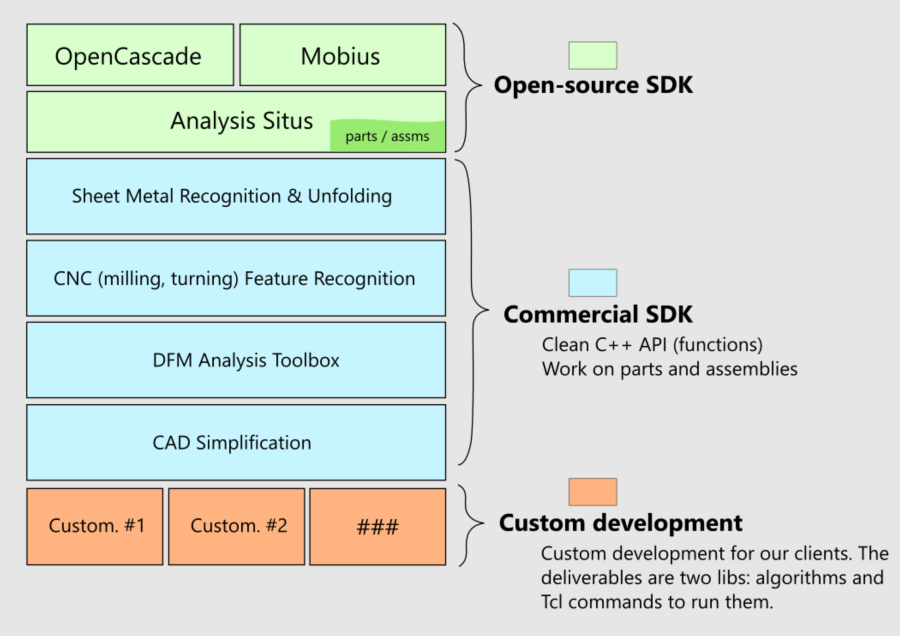 OpenCascade
Mobius
Analysis Situs
parts / assms
Open-source SDK
Sheet Metal Recognition & Unfolding
CNC (milling, turning) Feature Recognition
DFM Analysis Toolbox
CAD Simplification
Commercial SDK
Clean C++ API (functions)
Work on parts and assemblies
Custom. #1
Custom. #2
###
Custom development
Custom development for our clients. The
deliverables are two libs: algorithms and
Tcl commands to run them.